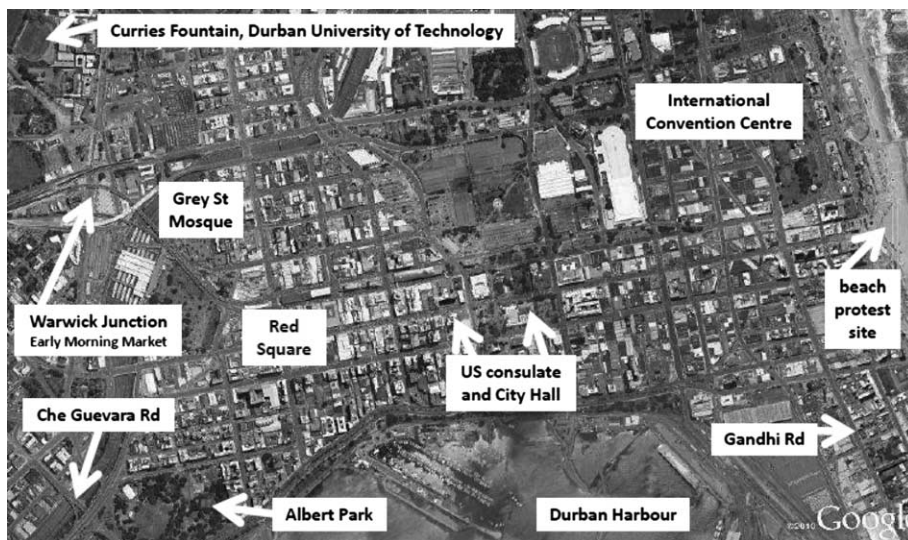 Curries Fountain, Durban University of Technology
International
Convention Centre
Grey St
Mosque
beach
protest
site
Warwick Junction
Early Morning Market
Red
Square
US consulate
and City Hall
Che Guevara Rd
Gandhi Rd
Albert Park
Durban Harbour
©2010 Google